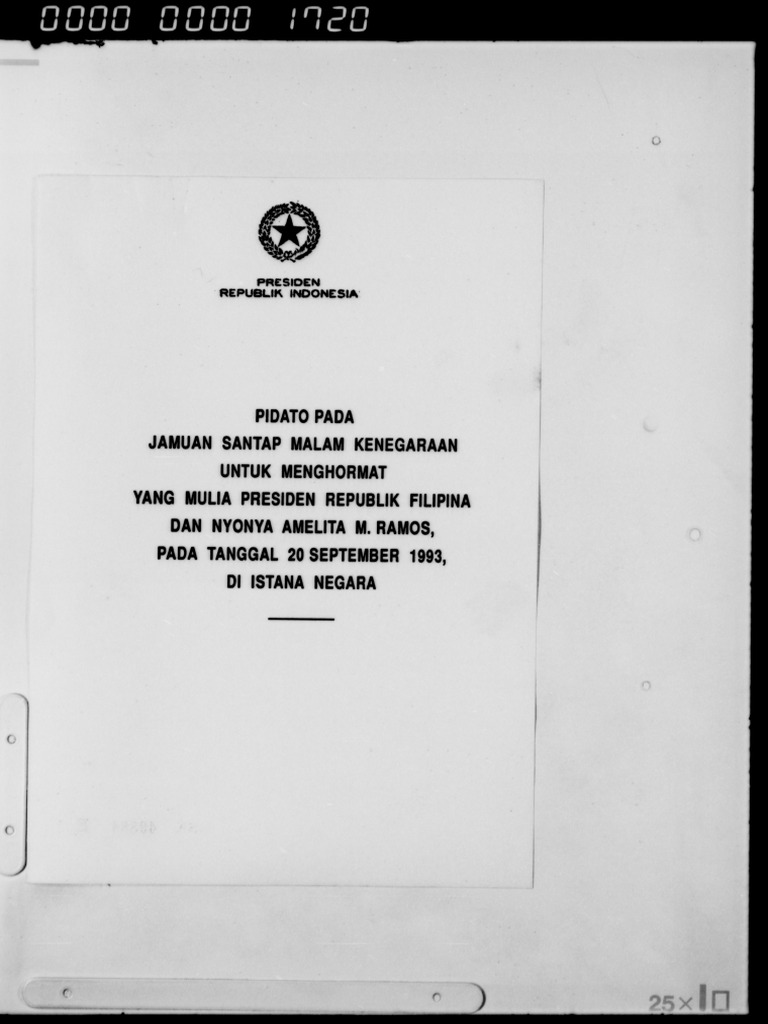 0000 0000 1720
PRESIDEN
REPUBLIK INDONESIA
PIDATO PADA
JAMUAN SANTAP MALAM KENEGARAAN
UNTUK MENGHORMAT
YANG MULIA PRESIDEN REPUBLIK FILIPINA
DAN NYONYA AMELITA M. RAMOS,
PADA TANGGAL 20 SEPTEMBER 1993,
DI ISTANA NEGARA
25×